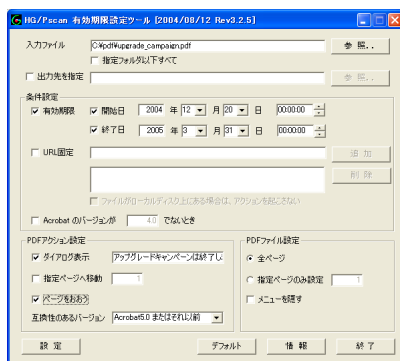 HG/Pscan 有効期限設定ツール [2004/08/12 Rev3.2.5]
入力ファイル C:¥pdf¥upgrade_campaign.pdf 参 照..
指定フォルダ以下すべて
出力先を指定 参 照..
条件設定
有効期限 開始日 2004 年 12 月 20 日 00:00:00
終了日 2005 年 3 月 31 日 00:00:00
URL固定 追 加
削 除
ファイルがローカルディスク上にある場合は、アクションを起こさない
Acrobat のバージョンが 4.0 でないとき
PDFアクション設定
ダイアログ表示 アップグレードキャンペーンは終了し
指定ページへ移動 1
ページをおおう
互換性のあるバージョン Acrobat5.0 またはそれ以前
PDFファイル設定
全ページ
指定ページのみ設定 1
メニューを隠す
設 定 デフォルト 情 報 終 了